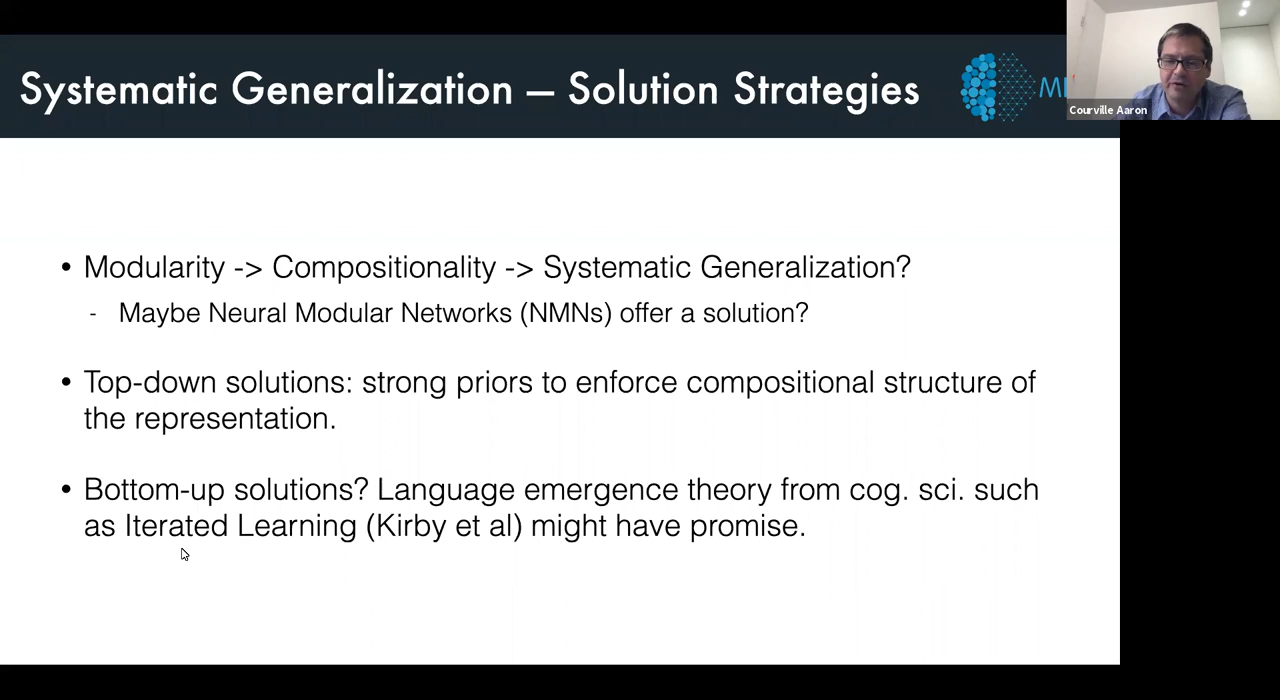 Systematic Generalization — Solution Strategies
Courville Aaron
• Modularity -> Compositionality -> Systematic Generalization?
- Maybe Neural Modular Networks (NMNs) offer a solution?
• Top-down solutions: strong priors to enforce compositional structure of
the representation.
• Bottom-up solutions? Language emergence theory from cog. sci. such
as Iterated Learning (Kirby et al) might have promise.